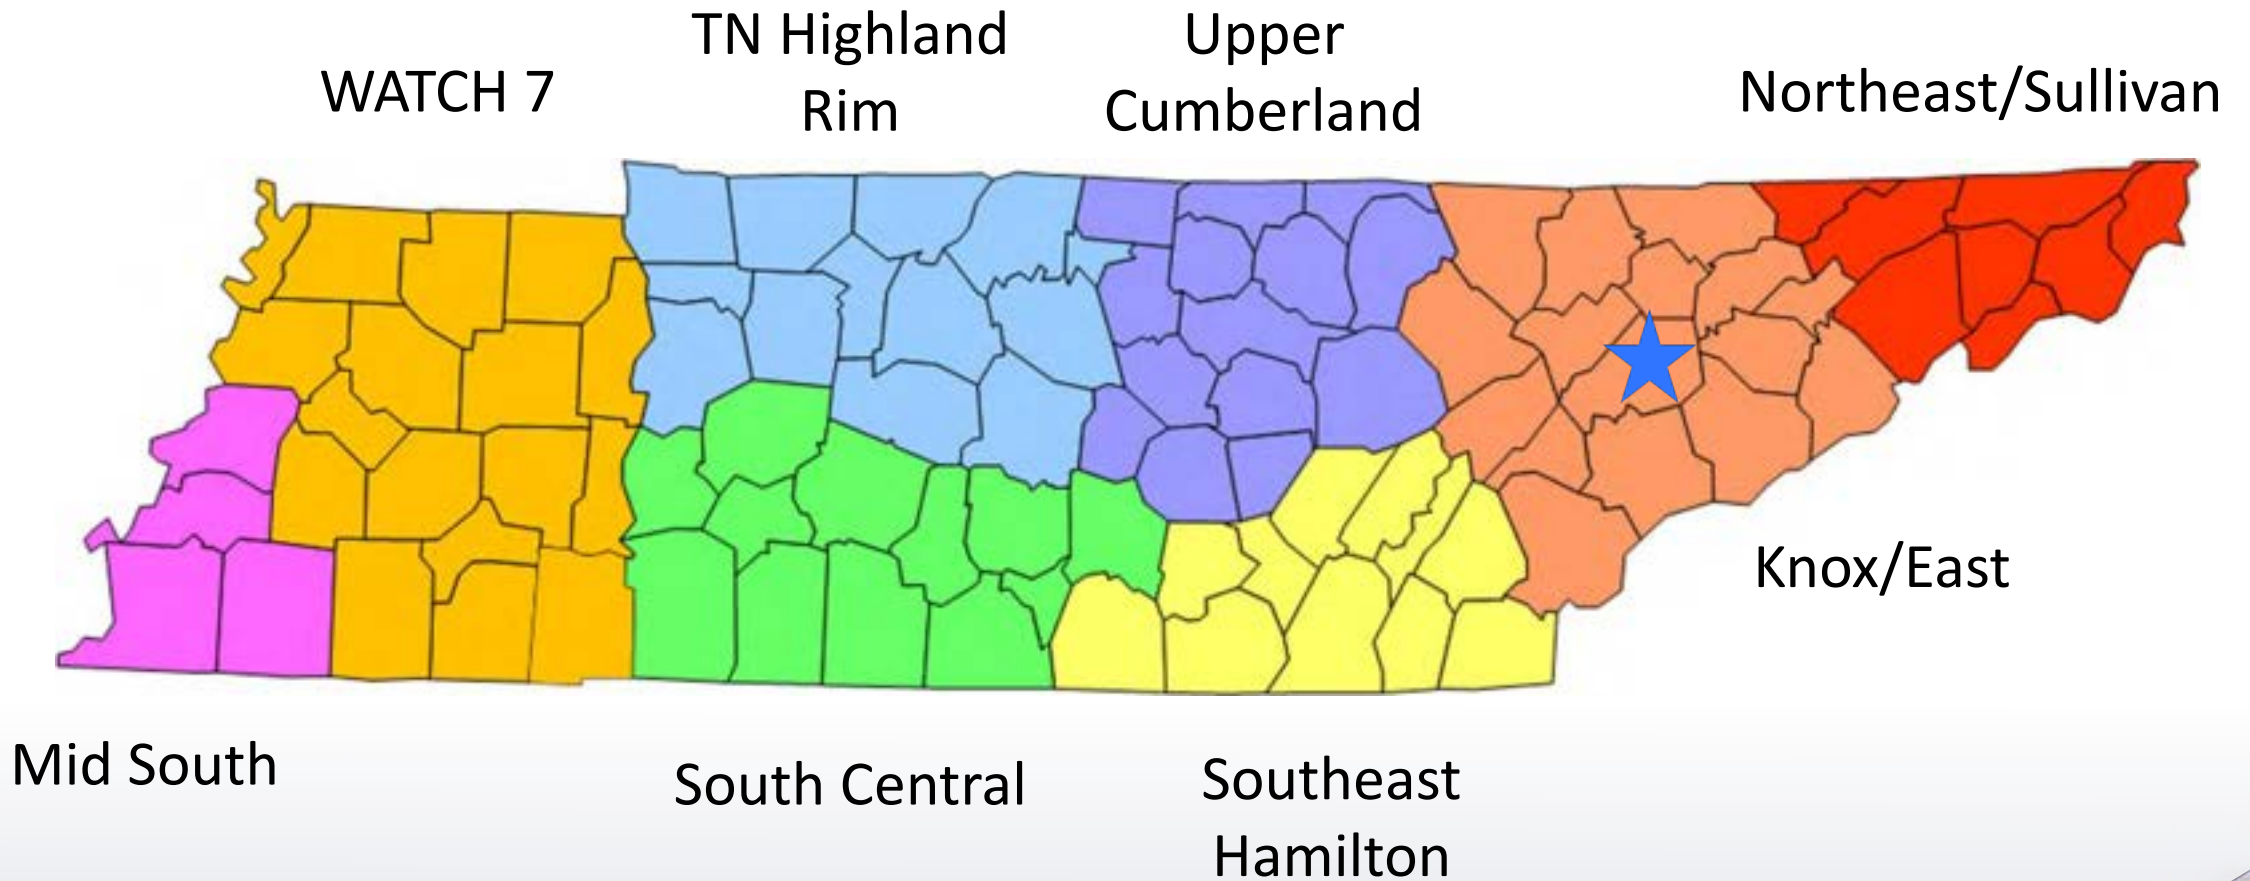 TN Highland
Rim
Upper
Cumberland
WATCH 7
Northeast/Sullivan
Knox/East
Mid South
South Central
Southeast
Hamilton